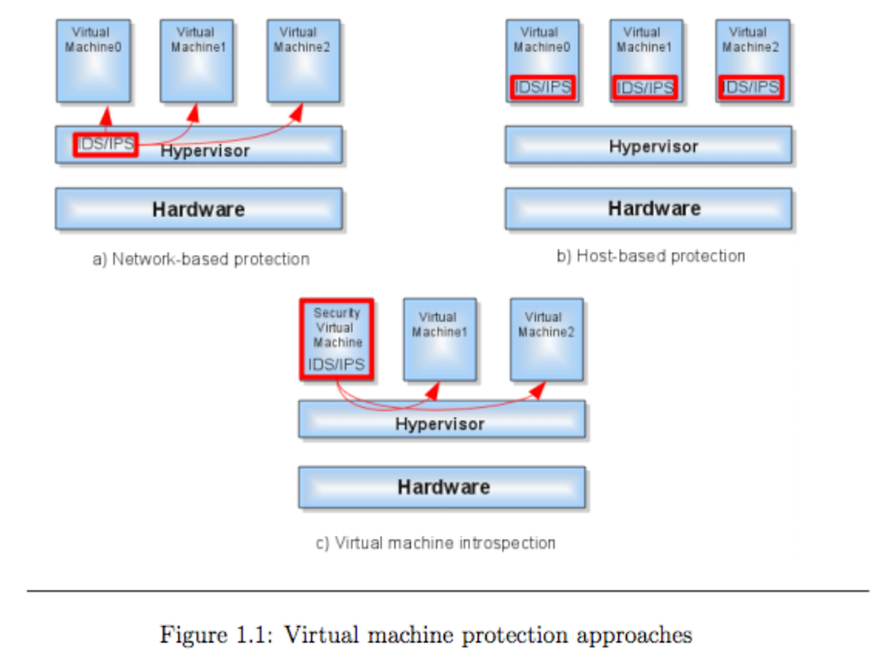 Virtual
Machine0
Virtual
Machine1
Virtual
Machine2
IDS/IPS
Hypervisor
Hardware
a) Network-based protection
Virtual
Machine0
IDS/IPS
Virtual
Machine1
IDS/IPS
Virtual
Machine2
IDS/IPS
Hypervisor
Hardware
b) Host-based protection
Security
Virtual
Machine
IDS/IPS
Virtual
Machine1
Virtual
Machine2
Hypervisor
Hardware
c) Virtual machine introspection
Figure 1.1: Virtual machine protection approaches